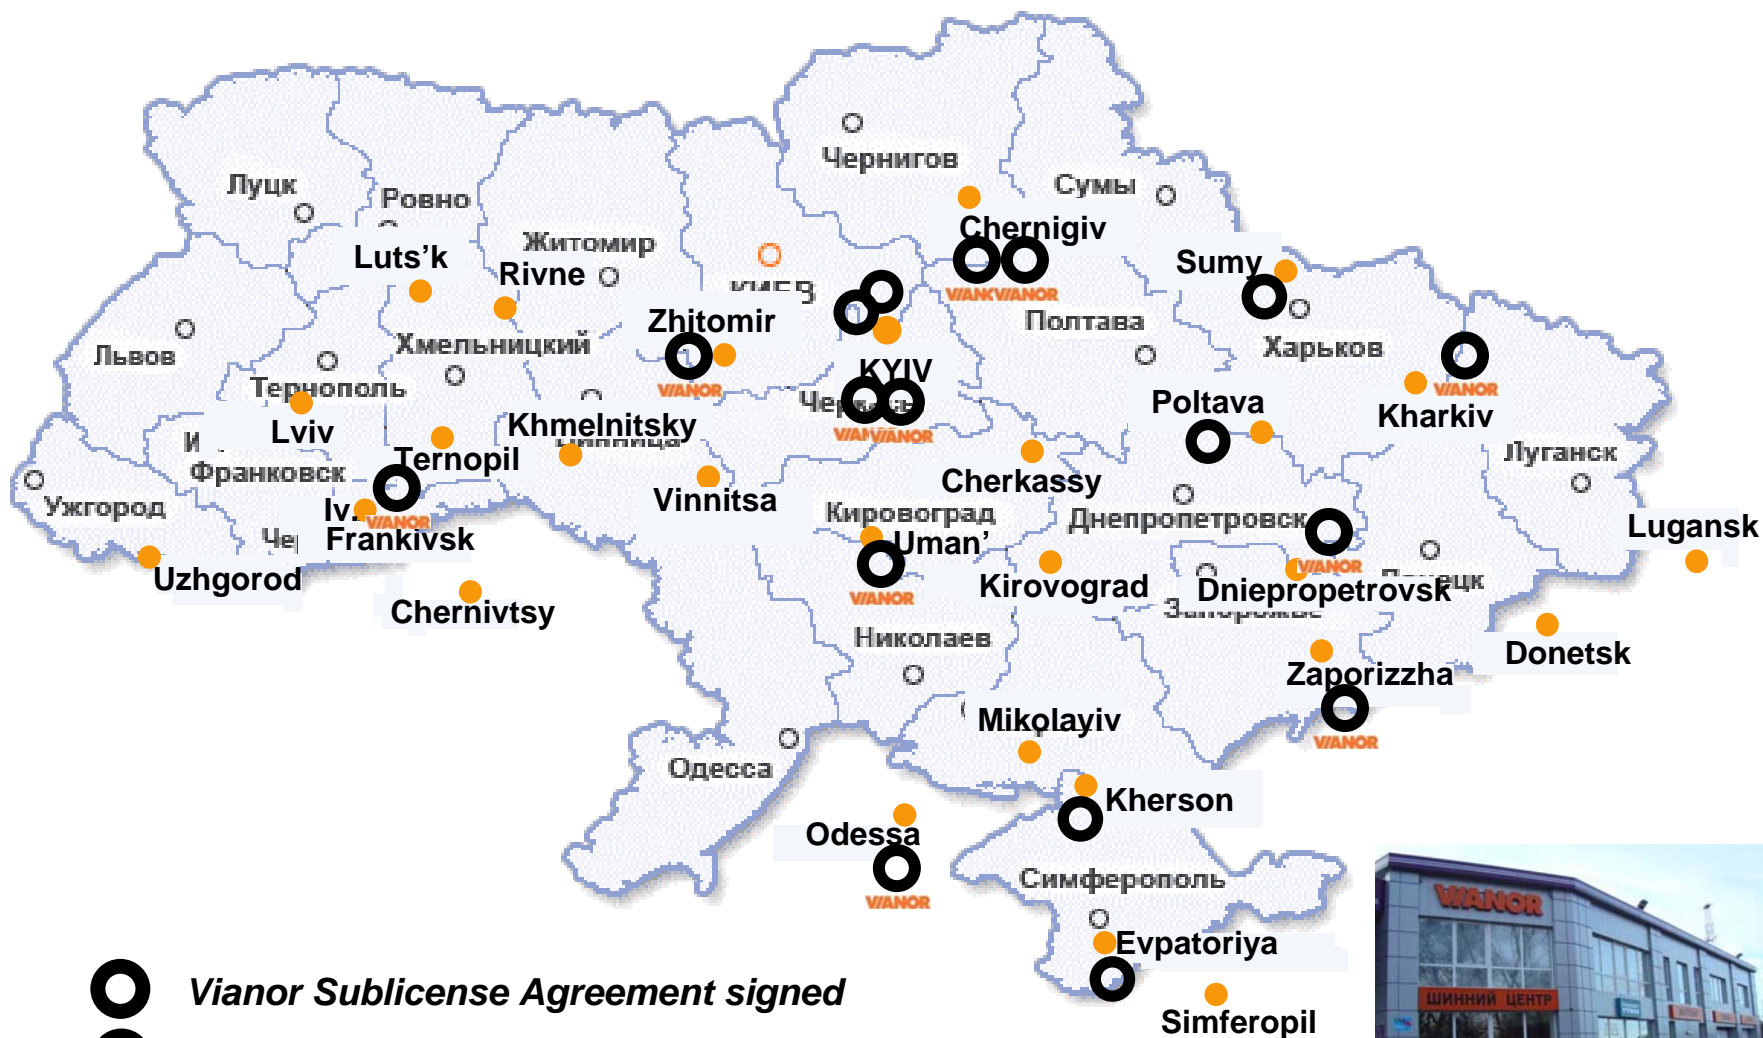 Чернигов
Сумы
Луцк
Ровно
Житомир
Chernigiv
Luts’k
Rivne
Sumy
КИЕВ
VIANOR
Zhitomir
Полтава
Хмельницкий
Харьков
Львов
KYIV
VIANOR
VIANOR
Тернополь
Poltava
Kharkiv
Lviv
Khmelnitsky
VIANOR
Ternopil
Франковск
Cherkassy
Луганск
Vinnitsa
Ужгород
Кировоград
Днепропетровск
VIANOR
Frankivsk
Uman’
Lugansk
VIANOR
Uzhgorod
Kirovograd
Dniepropetrovsk
VIANOR
Chernivtsy
Запорожье
Николаев
Donetsk
Zaporizzha
Mikolayiv
VIANOR
Одесса
Kherson
Odessa
Симферополь
VIANOR
VIANOR
Evpatoriya
Vianor Sublicense Agreement signed
ШИННИЙ ЦЕНТР
Simferopil